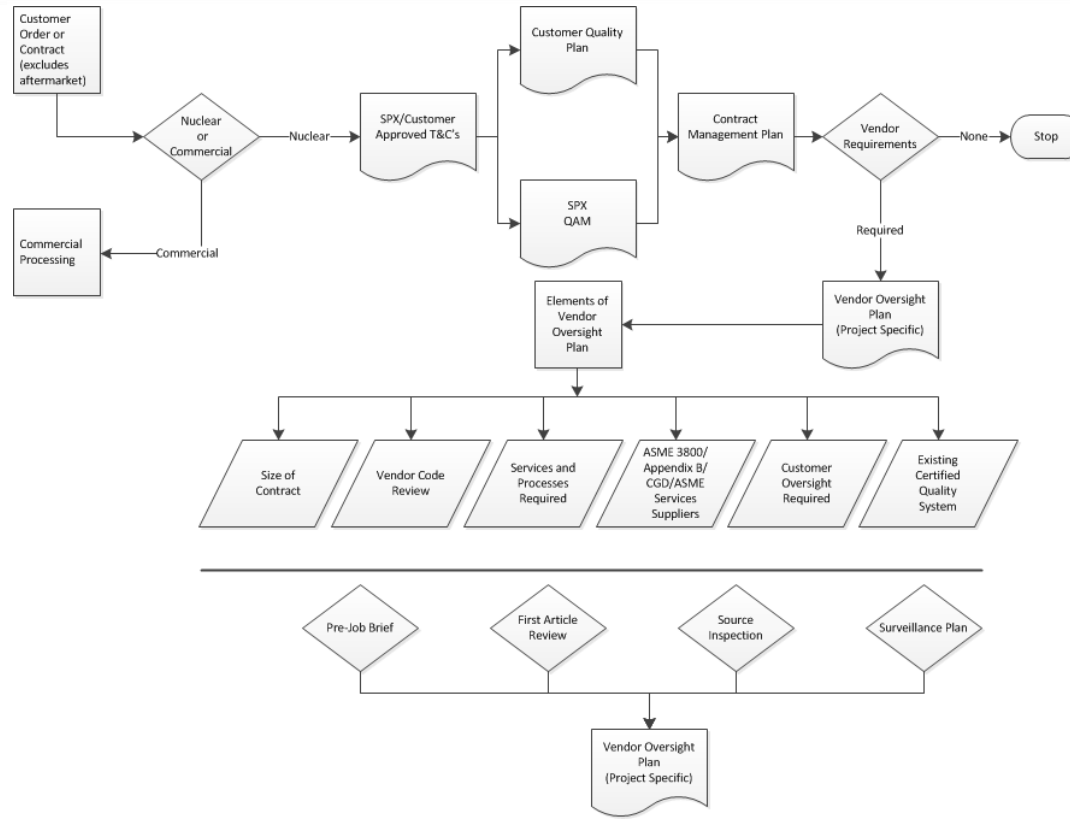 Customer
Order or
Contract
(excludes
aftermarket)
Nuclear
or
Commercial
Nuclear
SPX/Customer
Approved T&C's
Customer Quality
Plan
SPX
QAM
Contract
Management Plan
Vendor
Requirements
None
Stop
Commercial
Processing
Commercial
Required
Vendor Oversight
Plan
(Project Specific)
Elements of
Vendor
Oversight
Plan
Size of
Contract
Vendor Code
Review
Services and
Processes
Required
ASME 3800/
Appendix B/
CGD/ASME
Services
Suppliers
Customer
Oversight
Required
Existing
Certified
Quality
System
Pre-Job Brief
First Article
Review
Source
Inspection
Surveillance Plan
Vendor Oversight
Plan
(Project Specific)